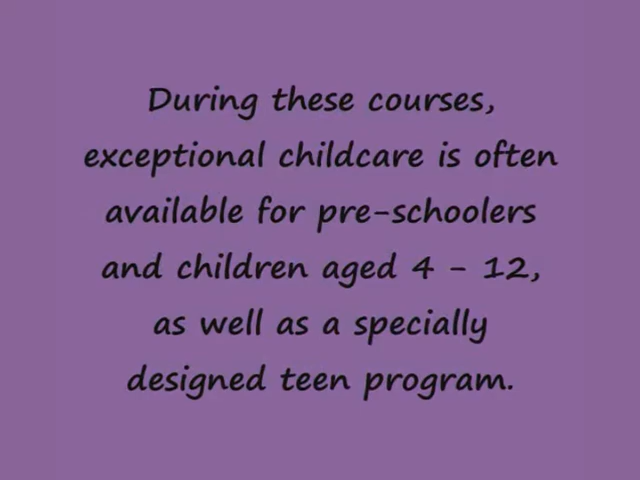 During these courses,
exceptional childcare is often
available for pre-schoolers
and children aged 4 - 12,
as well as a specially
designed teen program.